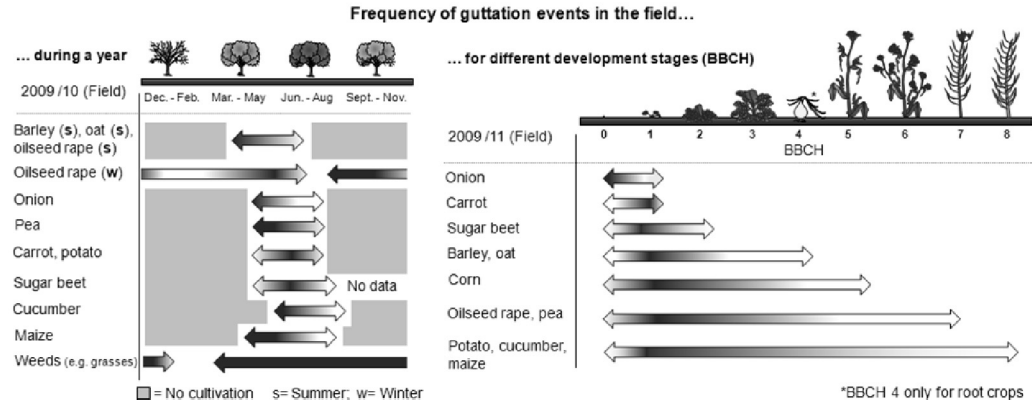 Frequency of guttation events in the field...
... during a year
2009 /10 (Field)
Dec. - Feb. Mar. - May Jun. - Aug Sept. - Nov.
Barley (s), oat (s),
oilseed rape (s)
Oilseed rape (w)
Onion
Pea
Carrot, potato
Sugar beet
No data
Cucumber
Maize
Weeds (e.g. grasses)
= No cultivation s= Summer; w= Winter
... for different development stages (BBCH)
*
2009 /11 (Field)
0 1 2 3 4 5 6 7 8
BBCH
Onion
Carrot
Sugar beet
Barley, oat
Corn
Oilseed rape, pea
Potato, cucumber,
maize
*BBCH 4 only for root crops